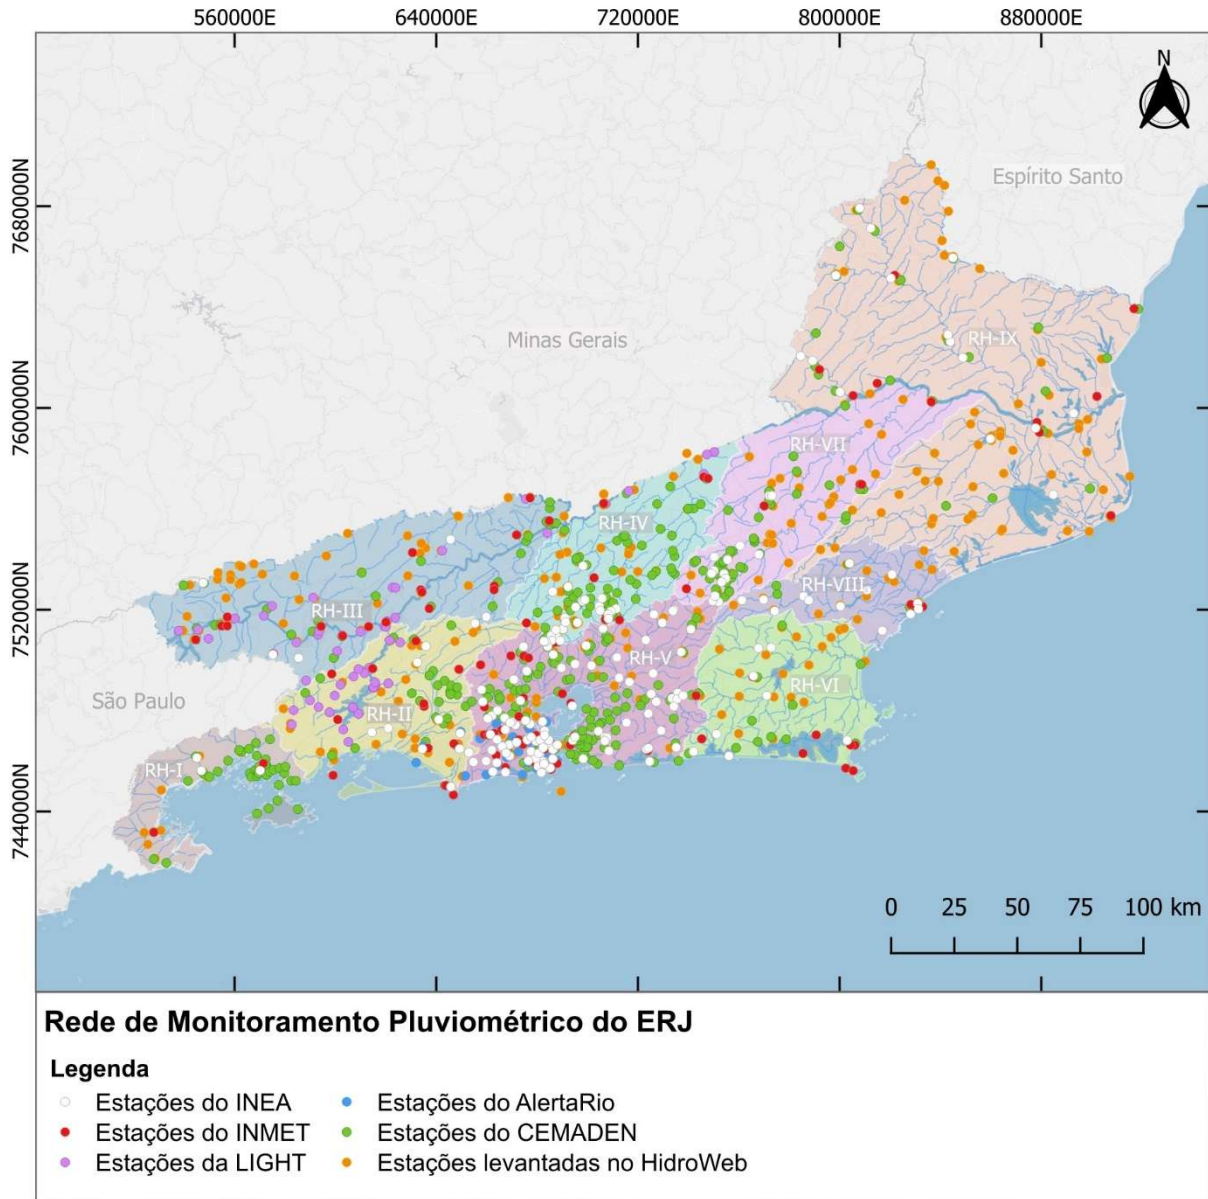 560000E 640000E 720000E 800000E 880000E
N
Espírito Santo
7680000N
Minas Gerais
RH-IX
7600000N
RH-VII
RH-IV
RH-VIII
RH-III
7520000N
RH-V
RH-VI
São Paulo
RH-II
RH-I
7440000N
0 25 50 75 100 km
Rede de Monitoramento Pluviométrico do ERJ
Legenda
Estações do INEA
Estações do INMET
Estações da LIGHT
Estações do AlertaRio
Estações do CEMADEN
Estações levantadas no HidroWeb